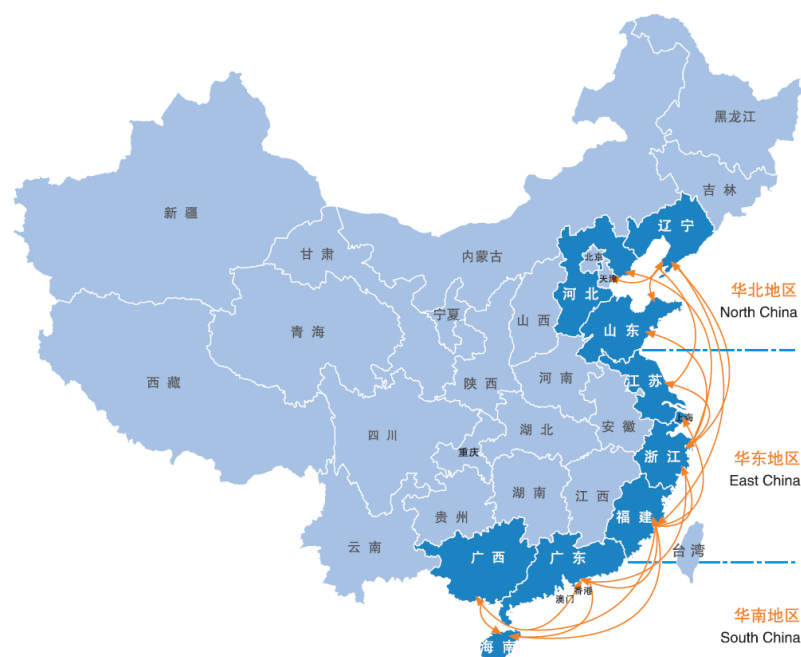 黑龙江
吉林
新疆
辽宁
甘肃
内蒙古
北京
天津
华北地区
North China
河北
宁夏
山西
山东
青海
西藏
陕西
河南
江苏
上海
安徽
四川
湖北
重庆
浙江
华东地区
East China
湖南
江西
贵州
福建
云南
台湾
广西
广东
香港
澳门
华南地区
South China
海南